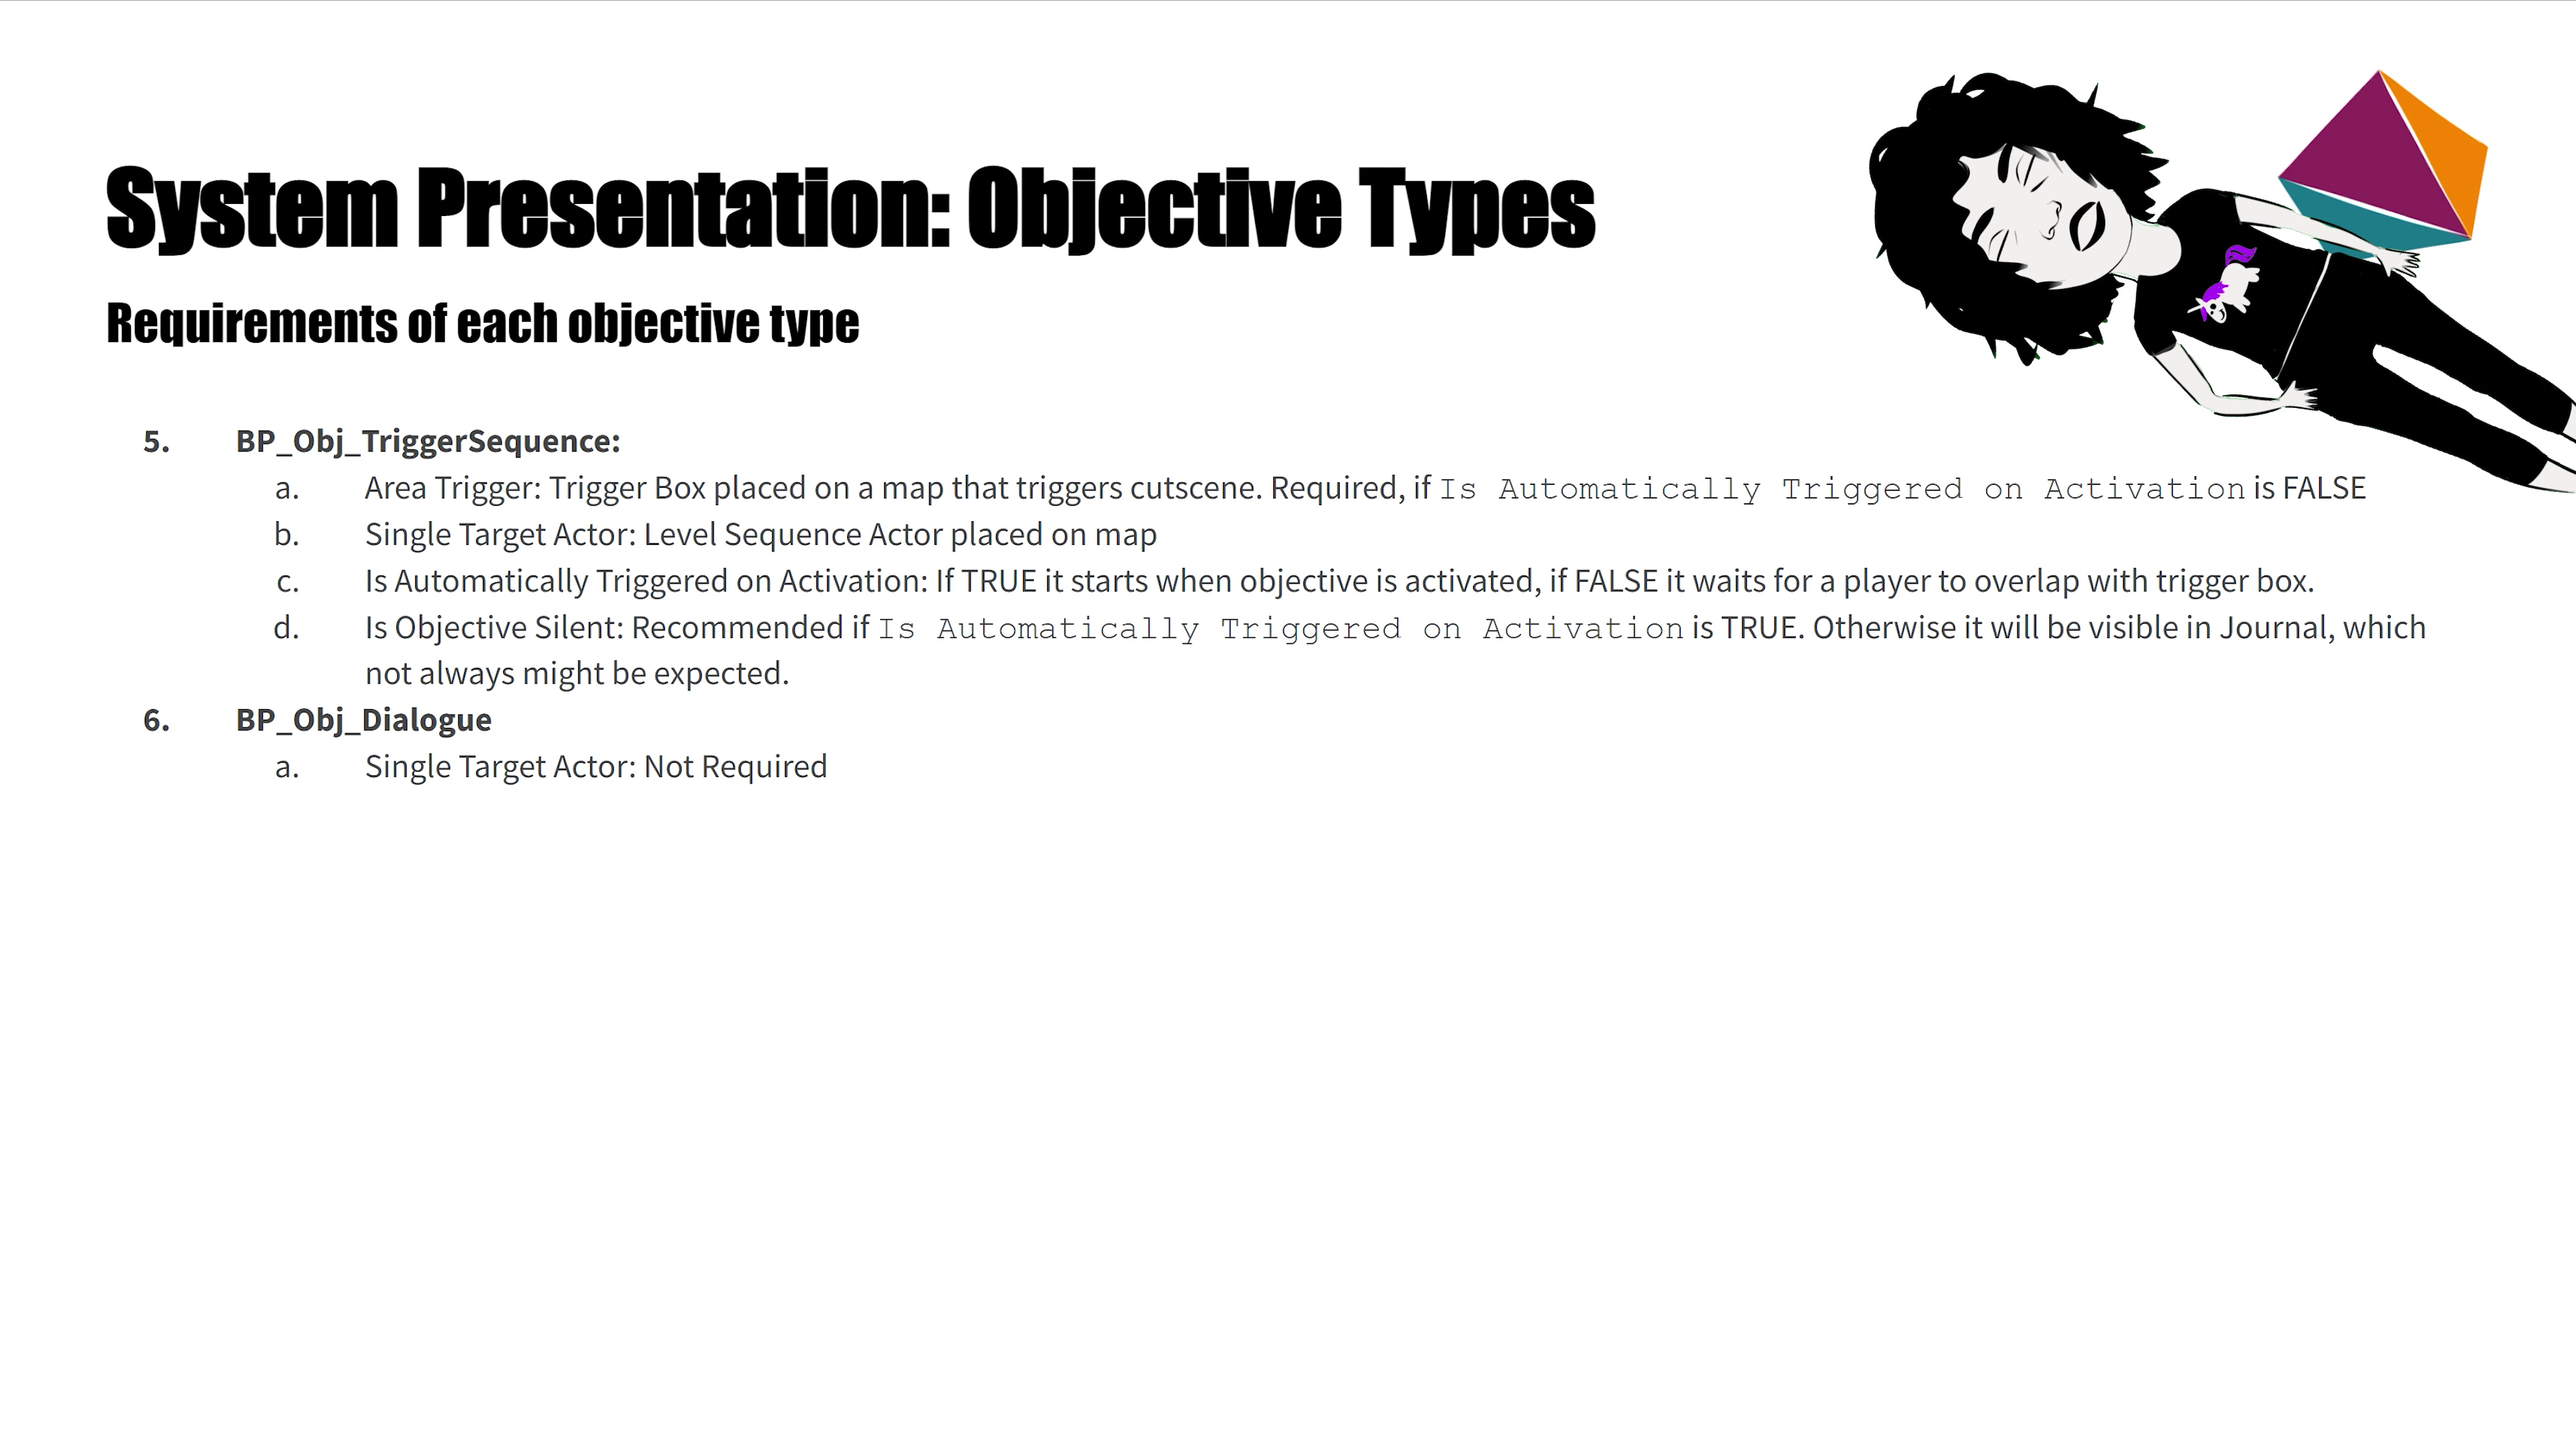 System Presentation: Objective Types
Requirements of each objective type
5. BP_Obj_TriggerSequence:
a. Area Trigger: Trigger Box placed on a map that triggers cutscene. Required, if Is Automatically Triggered on Activation is FALSE
b. Single Target Actor: Level Sequence Actor placed on map
c. Is Automatically Triggered on Activation: If TRUE it starts when objective is activated, if FALSE it waits for a player to overlap with trigger box.
d. Is Objective Silent: Recommended if Is Automatically Triggered on Activation is TRUE. Otherwise it will be visible in Journal, which
not always might be expected.
6. BP_Obj_Dialogue
a. Single Target Actor: Not Required